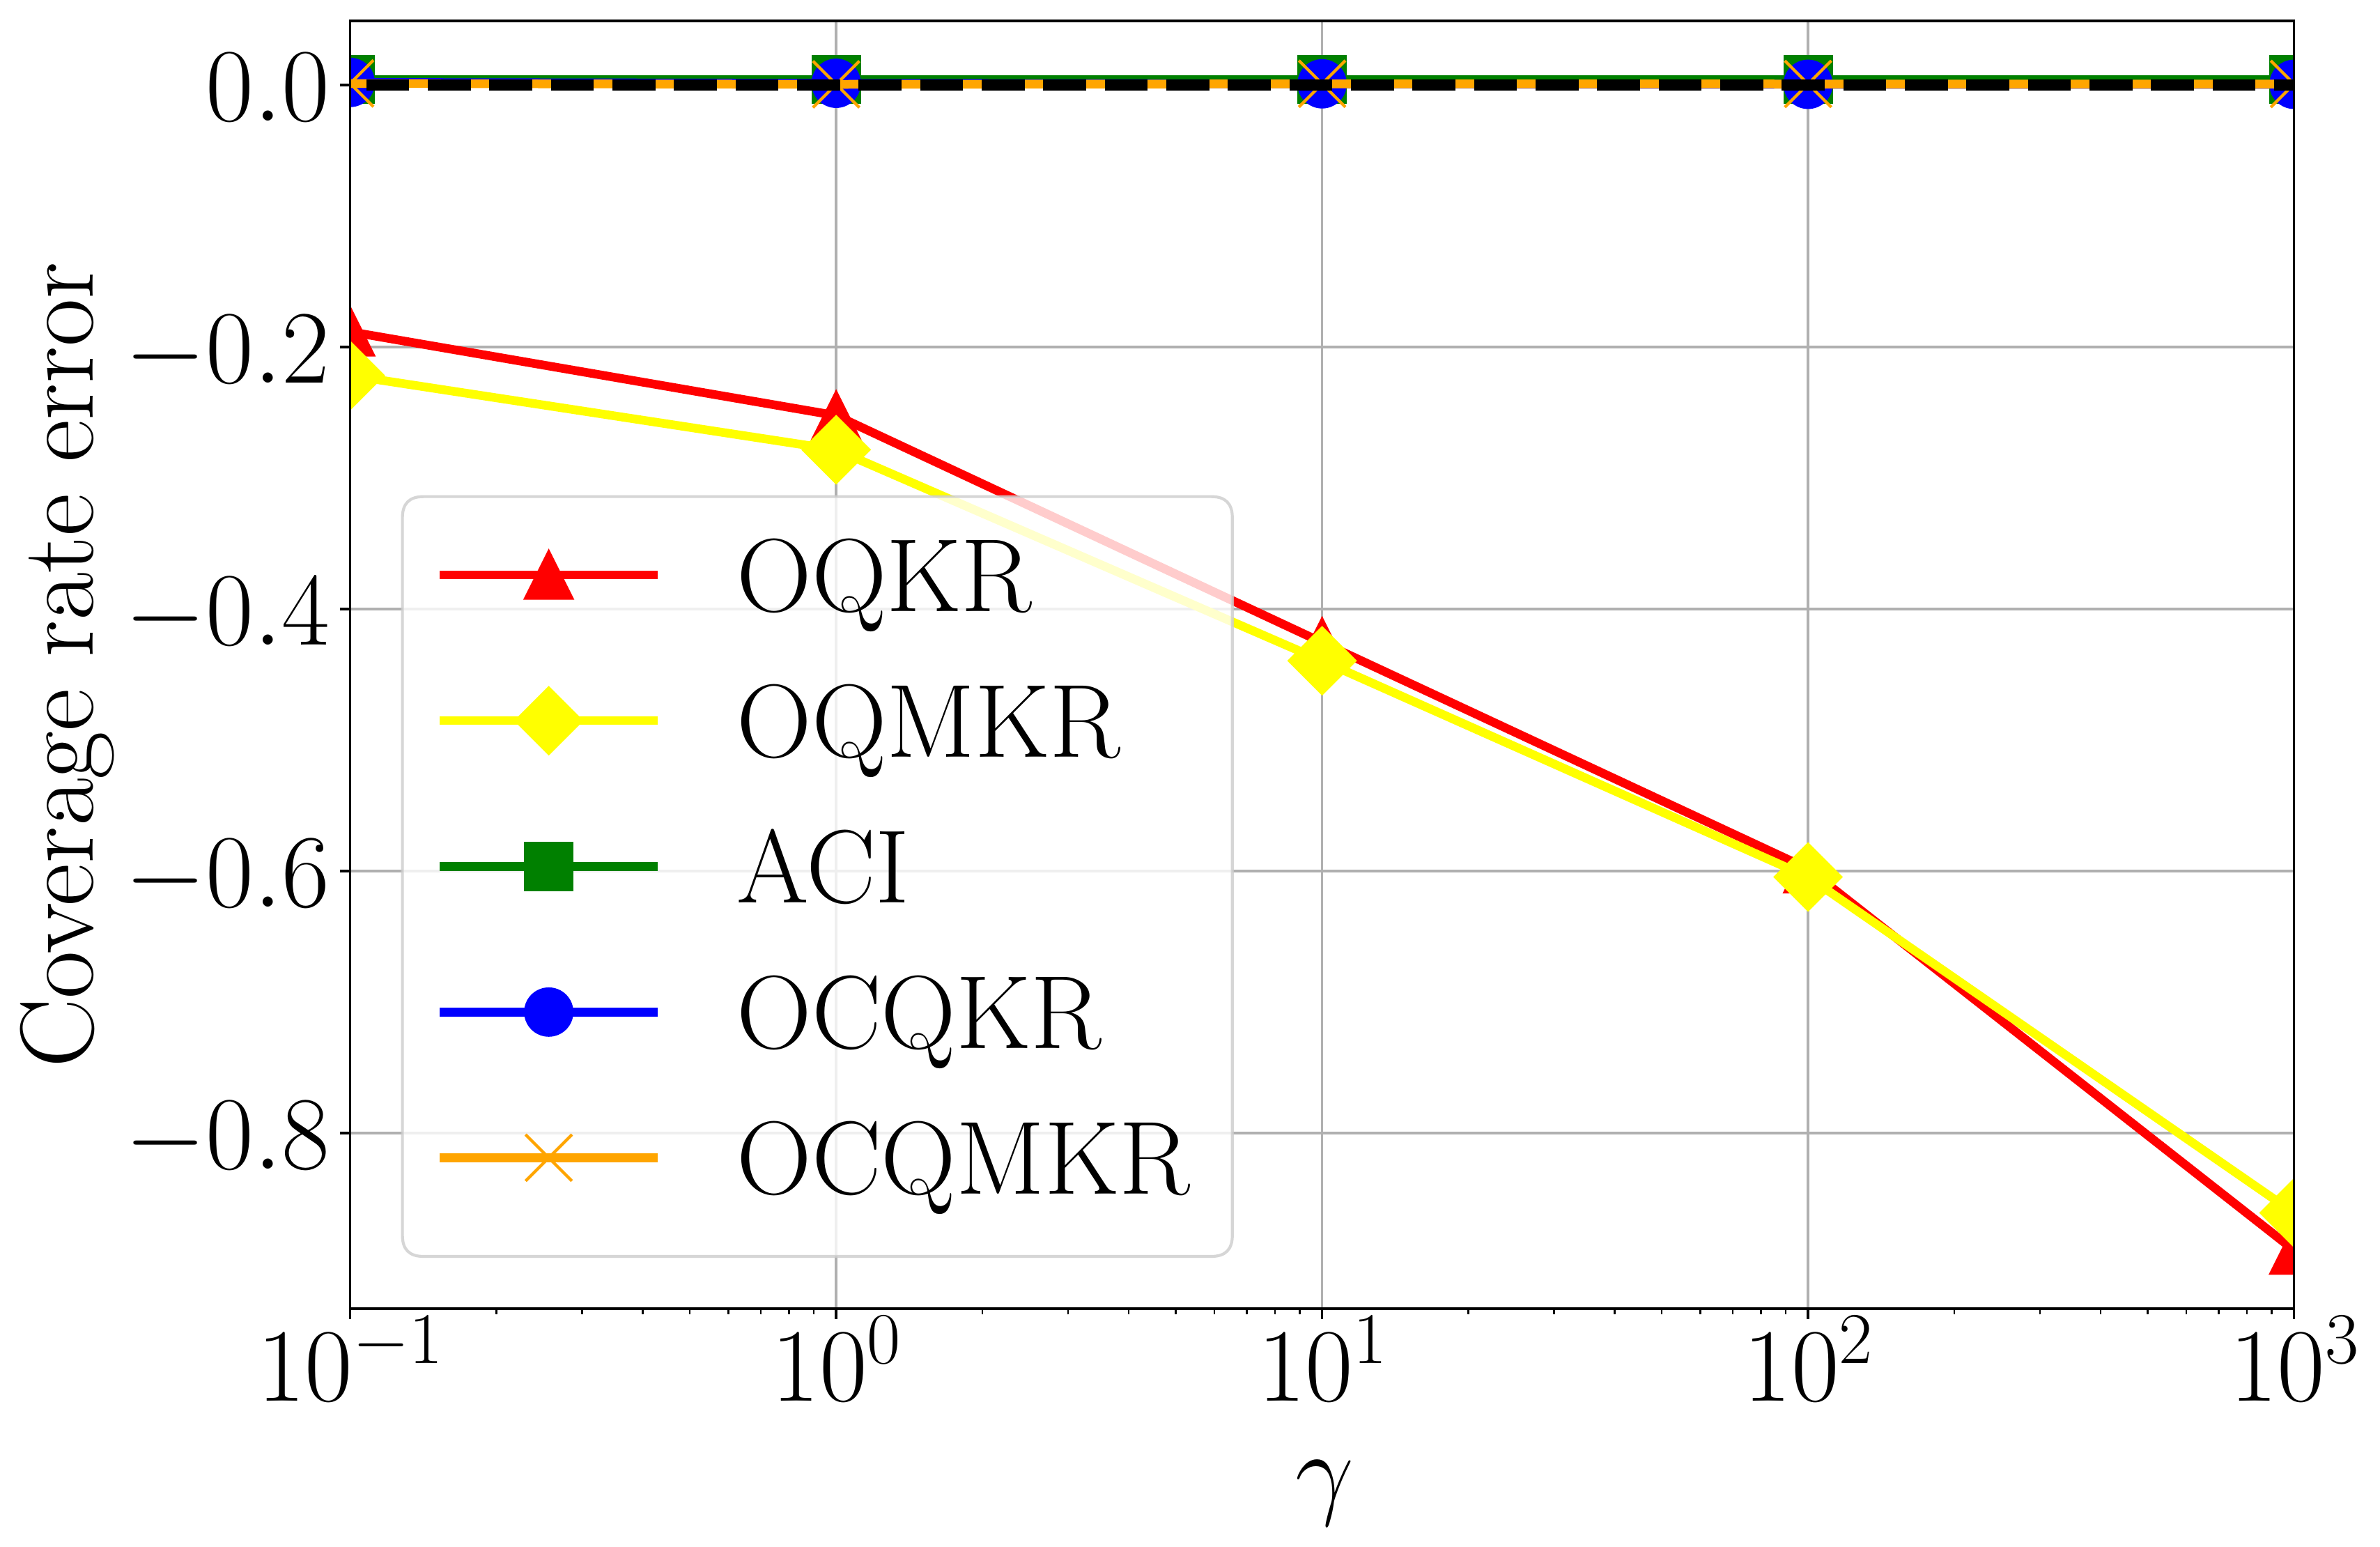 Coverage rate error
0.0
−0.2
−0.4
−0.6
−0.8
OQKR
OQMKR
ACI
OCQKR
OCQMKR
10⁻¹ 10⁰ 10¹ 10² 10³
γ